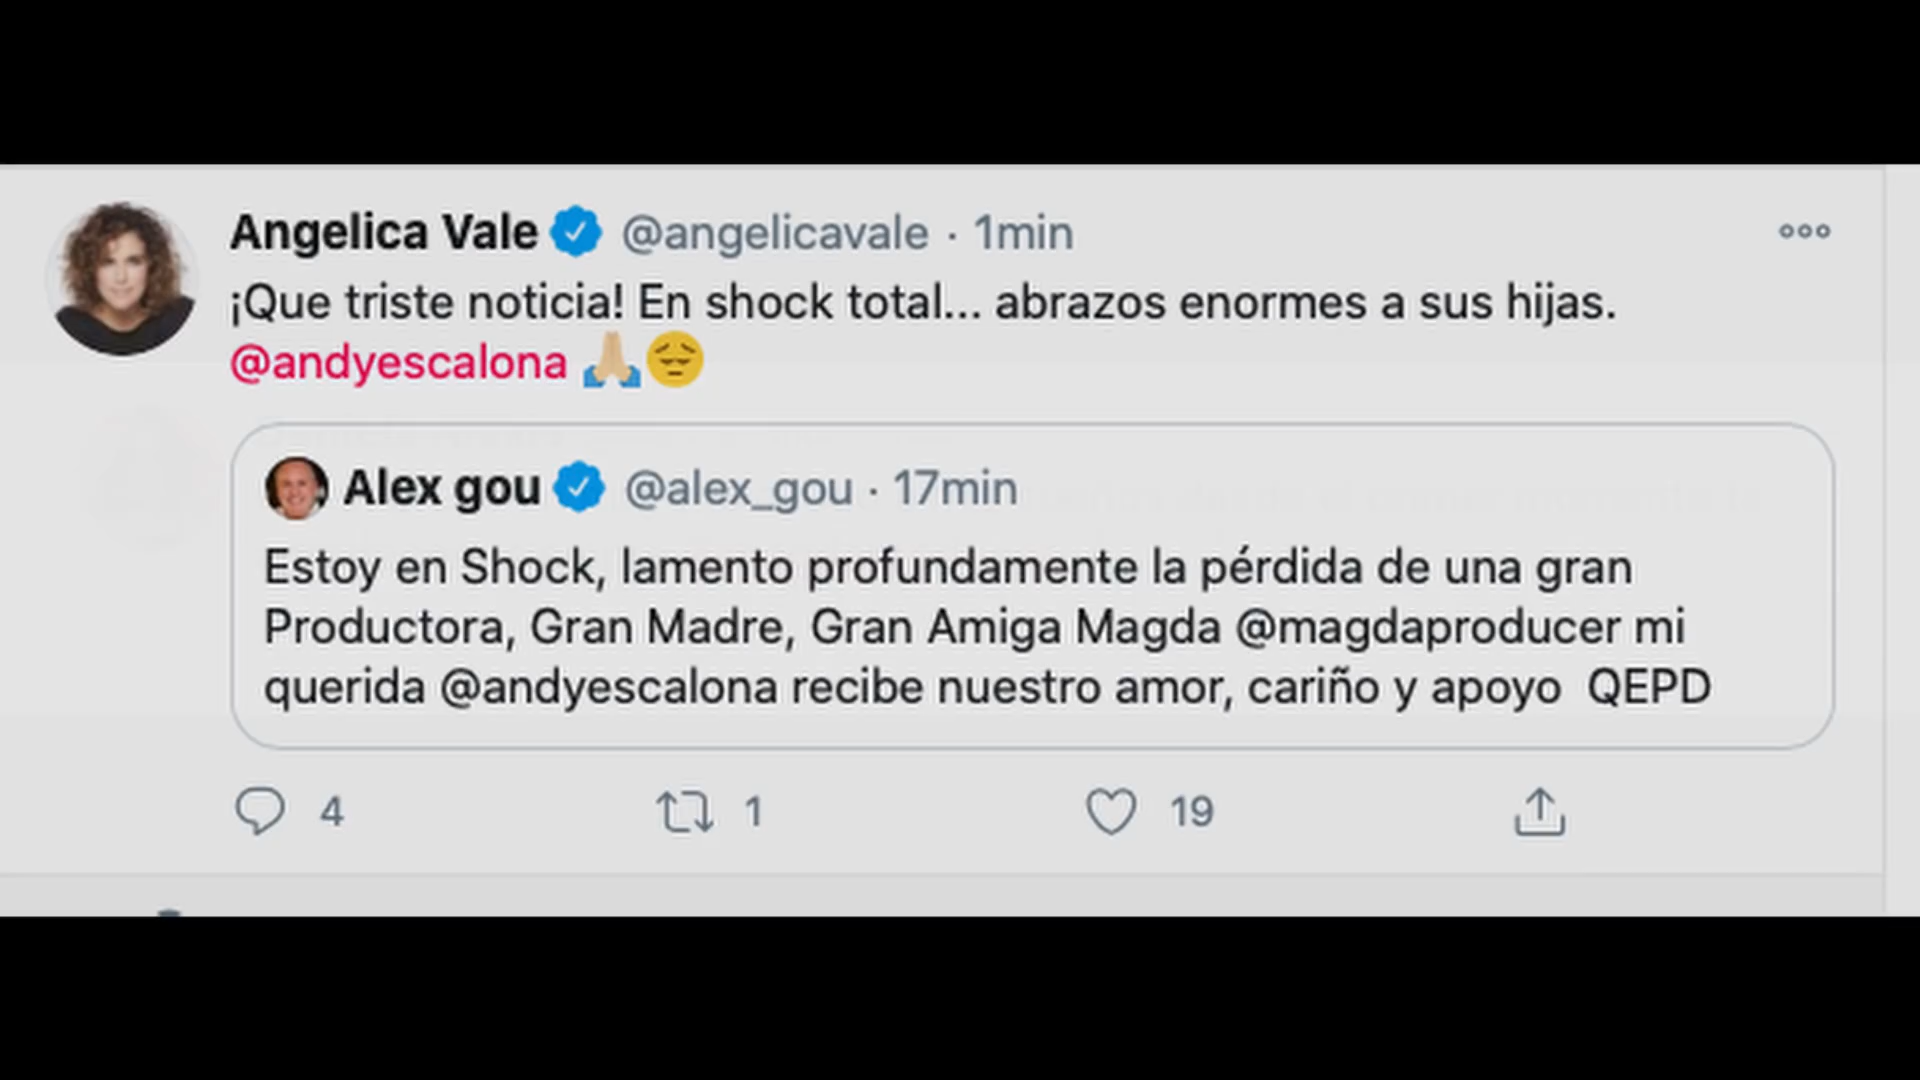 Angelica Vale @angelicavale · 1min
¡Que triste noticia! En shock total... abrazos enormes a sus hijas.
@andyescalona 🙏🏼😔
Alex gou @alex_gou · 17min
Estoy en Shock, lamento profundamente la pérdida de una gran
Productora, Gran Madre, Gran Amiga Magda @magdaproducer mi
querida @andyescalona recibe nuestro amor, cariño y apoyo QEPD
4 1 19